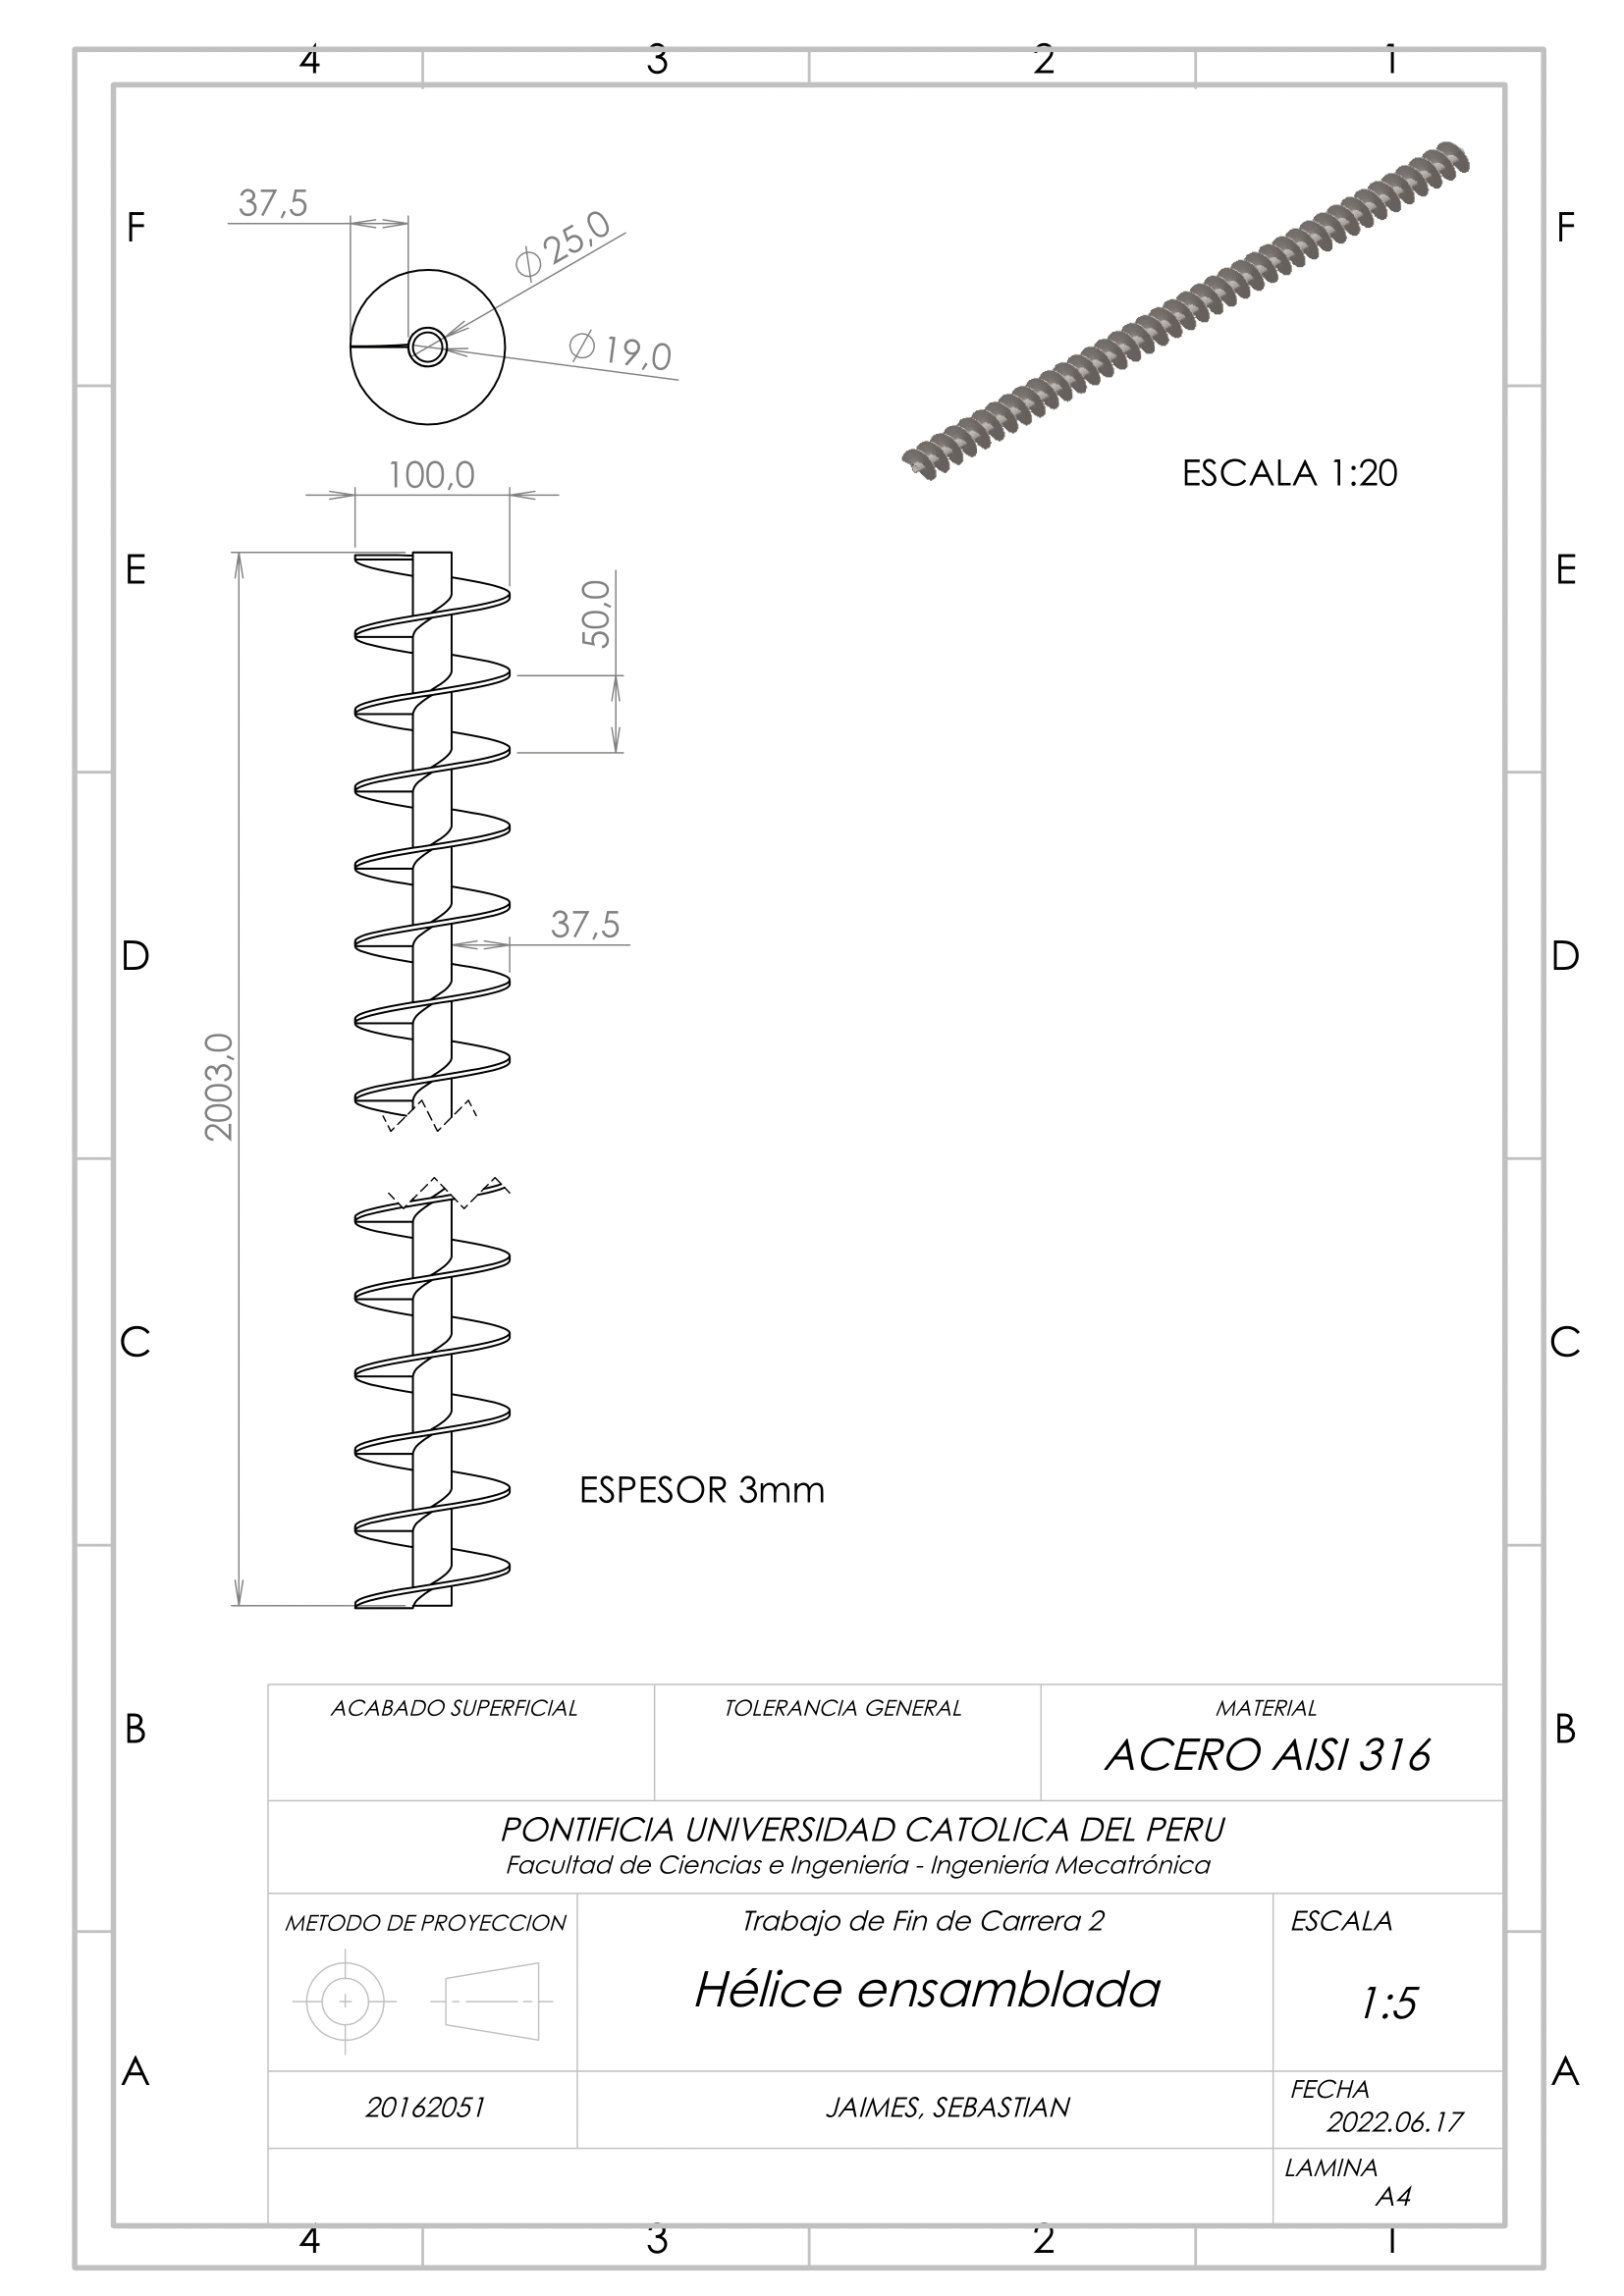 4 3 2 1
F F
37,5
∅25,0
∅19,0
ESCALA 1:20
100,0
E E
50,0
37,5
D D
2003,0
C C
ESPESOR 3mm
ACABADO SUPERFICIAL TOLERANCIA GENERAL MATERIAL
ACERO AISI 316
B B
PONTIFICIA UNIVERSIDAD CATOLICA DEL PERU
Facultad de Ciencias e Ingeniería - Ingeniería Mecatrónica
METODO DE PROYECCION Trabajo de Fin de Carrera 2 ESCALA
Hélice ensamblada
1:5
A A
20162051 JAIMES, SEBASTIAN FECHA
2022.06.17
LAMINA
A4
4 3 2 1